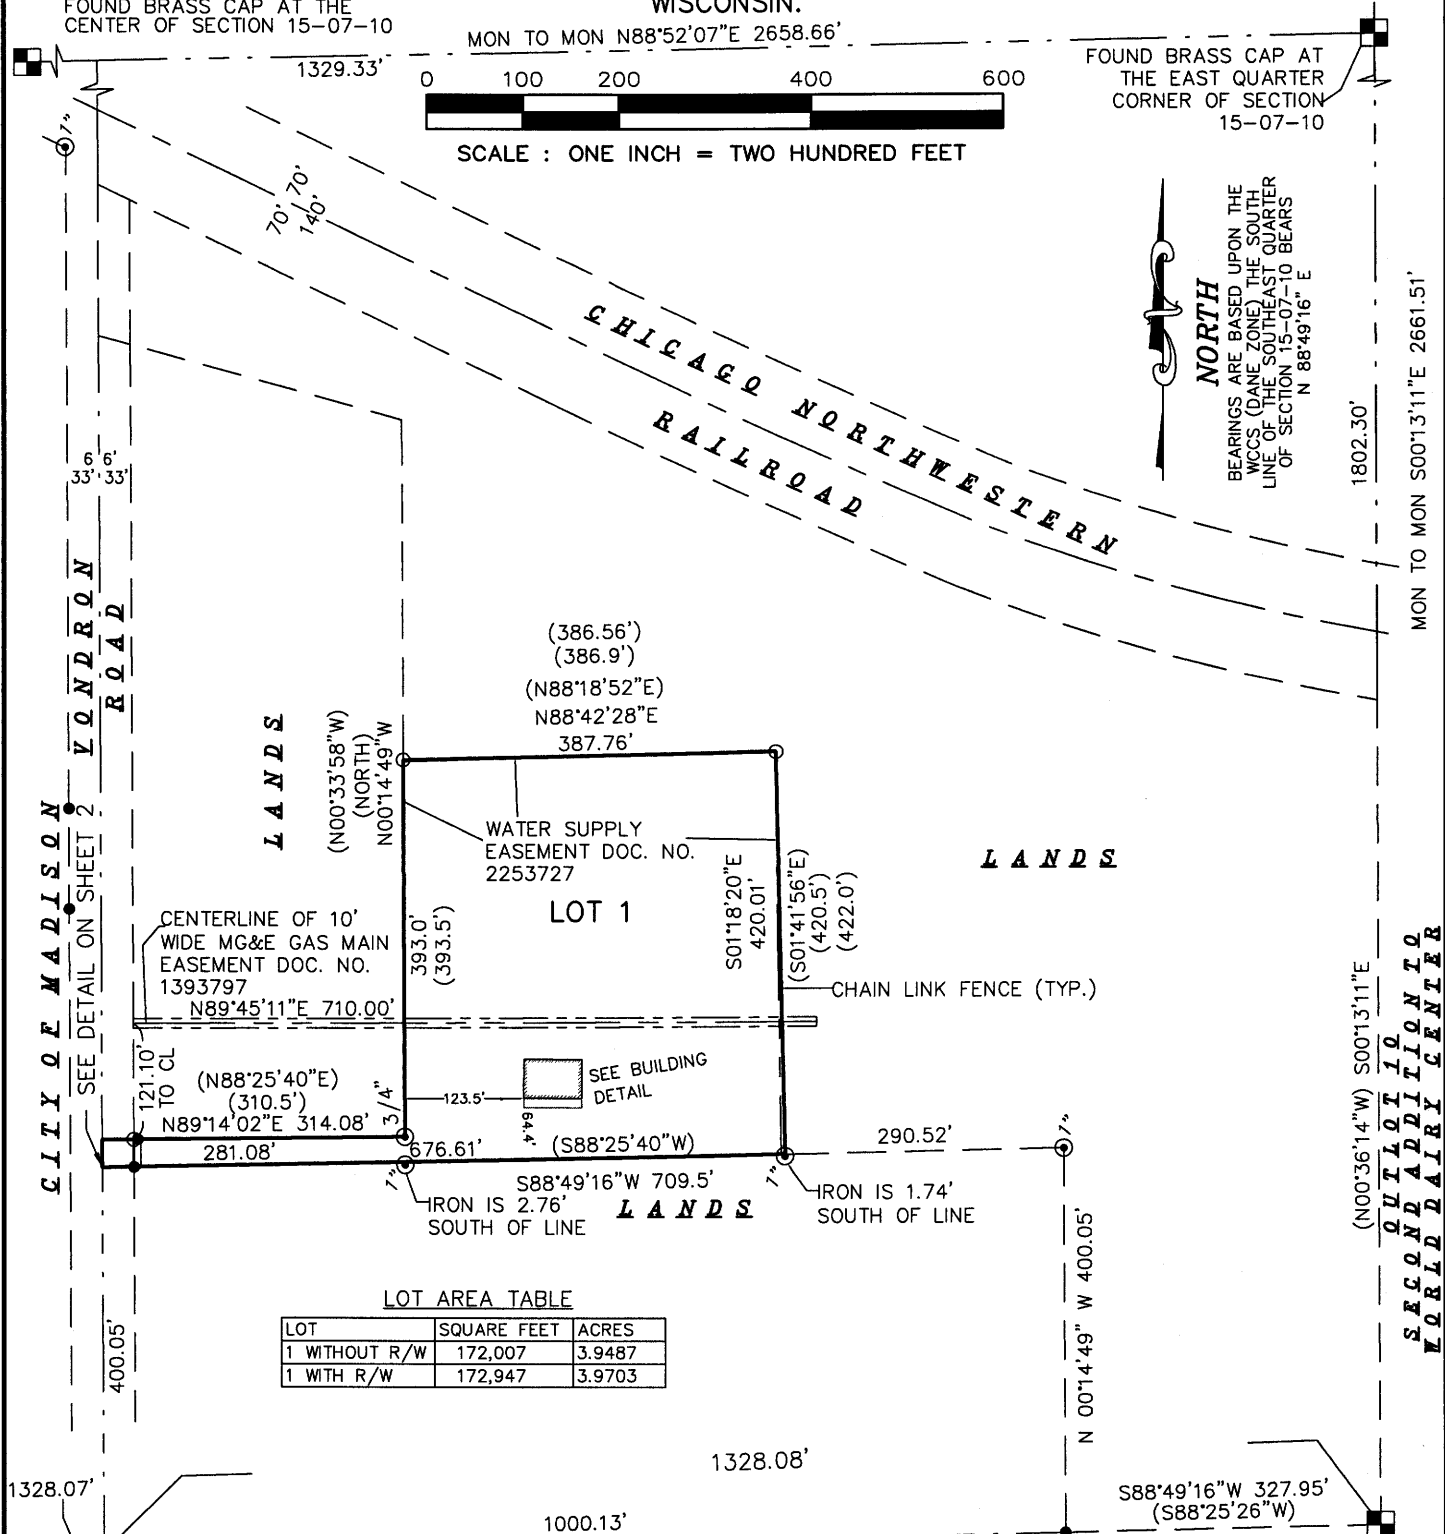 FOUND BRASS CAP AT THE
CENTER OF SECTION 15-07-10
WISCONSIN.
MON TO MON N88°52'07"E 2658.66'
1329.33'
0 100 200 400 600
SCALE : ONE INCH = TWO HUNDRED FEET
FOUND BRASS CAP AT
THE EAST QUARTER
CORNER OF SECTION
15-07-10
1"
70' 70'
140'
NORTH
BEARINGS ARE BASED UPON THE
WCCS (DANE ZONE) THE SOUTH
LINE OF THE SOUTHEAST QUARTER
OF SECTION 15-07-10 BEARS
N 88°49'16" E
MON TO MON S00°13'11"E 2661.51'
1802.30'
CHICAGO NORTHWESTERN
RAILROAD
6 6'
33' 33'
VONDRON
ROAD
(386.56')
(386.9')
(N88°18'52"E)
N88°42'28"E
387.76'
LANDS
(N00°33'58"W)
(NORTH)
N00°14'49"W
WATER SUPPLY
EASEMENT DOC. NO.
2253727
LOT 1
S01°18'20"E
420.01'
(S01°41'56"E)
(420.5')
(422.0')
LANDS
CITY OF MADISON
SEE DETAIL ON SHEET 2
CENTERLINE OF 10'
WIDE MG&E GAS MAIN
EASEMENT DOC. NO.
1393797
N89°45'11"E 710.00'
393.0'
(393.5')
CHAIN LINK FENCE (TYP.)
121.10'
TO CL
(N88°25'40"E)
(310.5')
N89°14'02"E 314.08'
281.08'
3/4"
123.5'
64.4'
SEE BUILDING
DETAIL
676.61'
(S88°25'40"W)
290.52'
1"
1"
S88°49'16"W 709.5'
1"
IRON IS 2.76'
SOUTH OF LINE
LANDS
IRON IS 1.74'
SOUTH OF LINE
(N00°36'14"W) S00°13'11"E
OUTLOT 10
SECOND ADDITION TO
WORLD DAIRY CENTER
N 00°14'49" W 400.05'
400.05'
LOT AREA TABLE
LOT SQUARE FEET ACRES
1 WITHOUT R/W 172,007 3.9487
1 WITH R/W 172,947 3.9703
1328.08'
1328.07'
1000.13'
S88°49'16"W 327.95'
(S88°25'26"W)